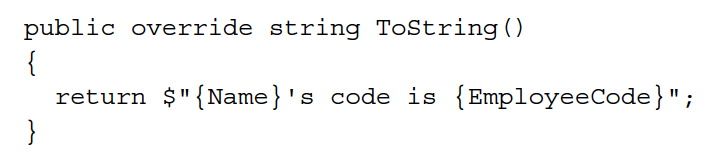 public override string ToString()
{
  return $"{Name}'s code is {EmployeeCode}";
}